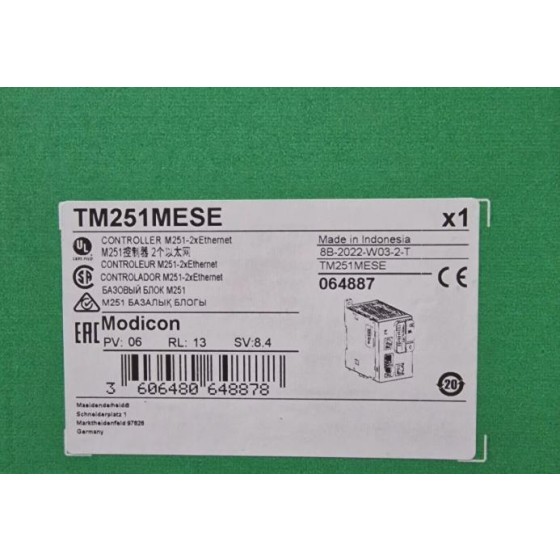 TM251MESE x1
CONTROLLER M251-2xEthernet
M251控制器 2个以太网
CONTROLEUR M251-2xEthernet
CONTROLADOR M251-2xEthernet
БАЗОВЫЙ БЛОК M251
M251 БАЗАЛЫҚ БЛОГЫ
Made in Indonesia
8B-2022-W03-2-T
TM251MESE
064887
CE
UL
EAC
Modicon
PV: 06 RL: 13 SV:8.4
3 606480 648878
20
Schneiderplatz 1
Marktheidenfeld 97828
Germany